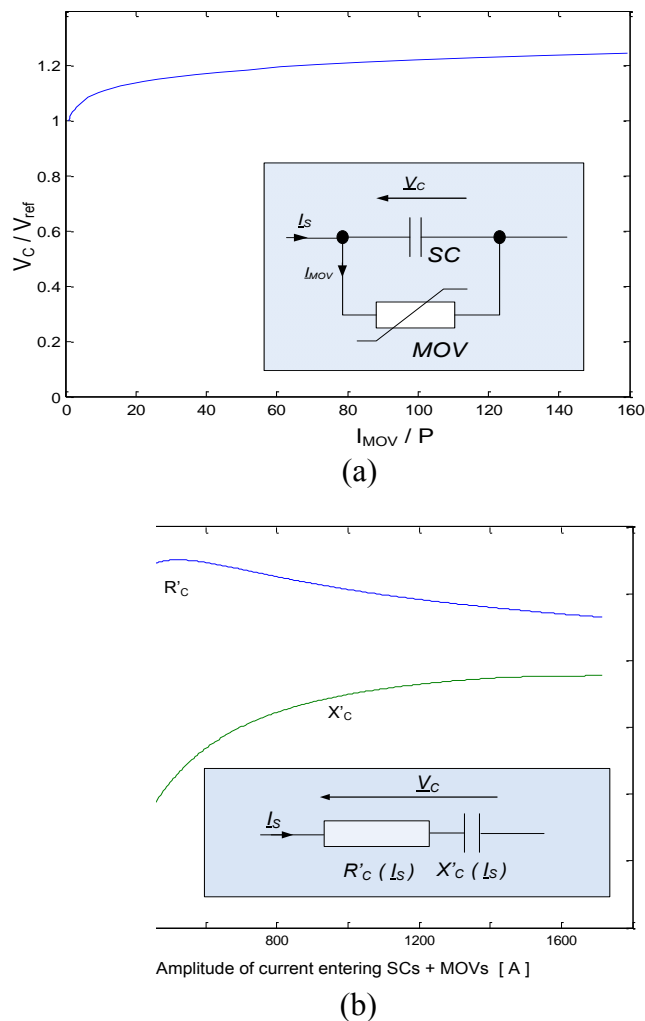 1.2
1
0.8
0.6
0.4
0.2
0
V_C / V_ref
V_C
I_S
SC
I_MOV
MOV
0 20 40 60 80 100 120 140 160
I_MOV / P
(a)
R'_C
X'_C
V_C
I_S
R'_C ( I_S ) X'_C ( I_S )
800 1000 1200 1400 1600
Amplitude of current entering SCs + MOVs [ A ]
(b)